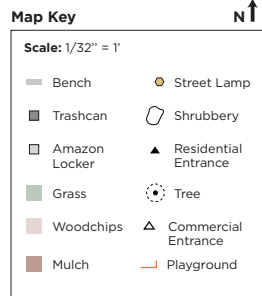 Map Key
N
Scale: 1/32” = 1’
Bench
Street Lamp
Trashcan
Shrubbery
Amazon
Locker
Residential
Entrance
Grass
Tree
Woodchips
Commercial
Entrance
Mulch
Playground